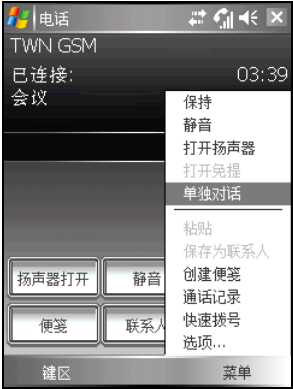 电话
TWN GSM
已连接: 03:39
会议
保持
静音
打开扬声器
打开免提
单独对话
粘贴
保存为联系人
创建便笺
通话记录
快速拨号
选项...
扬声器打开 静音
便笺 联系人
键区 菜单